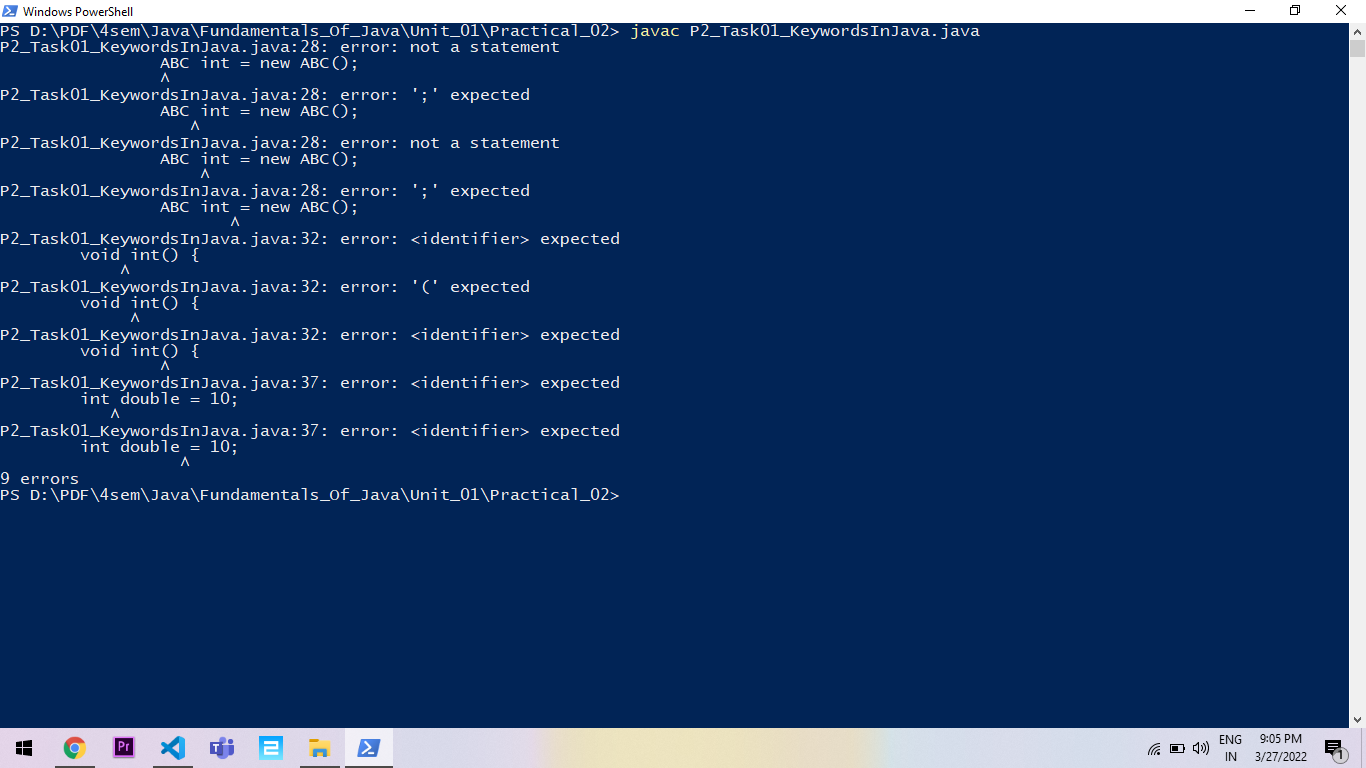 Windows PowerShell
PS D:\PDF\4sem\Java\Fundamentals_Of_Java\Unit_01\Practical_02> javac P2_Task01_KeywordsInJava.java
P2_Task01_KeywordsInJava.java:28: error: not a statement
                ABC int = new ABC();
                ^
P2_Task01_KeywordsInJava.java:28: error: ';' expected
                ABC int = new ABC();
                   ^
P2_Task01_KeywordsInJava.java:28: error: not a statement
                ABC int = new ABC();
                    ^
P2_Task01_KeywordsInJava.java:28: error: ';' expected
                ABC int = new ABC();
                       ^
P2_Task01_KeywordsInJava.java:32: error: <identifier> expected
        void int() {
            ^
P2_Task01_KeywordsInJava.java:32: error: '(' expected
        void int() {
             ^
P2_Task01_KeywordsInJava.java:32: error: <identifier> expected
        void int() {
                ^
P2_Task01_KeywordsInJava.java:37: error: <identifier> expected
        int double = 10;
           ^
P2_Task01_KeywordsInJava.java:37: error: <identifier> expected
        int double = 10;
                  ^
9 errors
PS D:\PDF\4sem\Java\Fundamentals_Of_Java\Unit_01\Practical_02>
Pr
ENG
IN
9:05 PM
3/27/2022
1